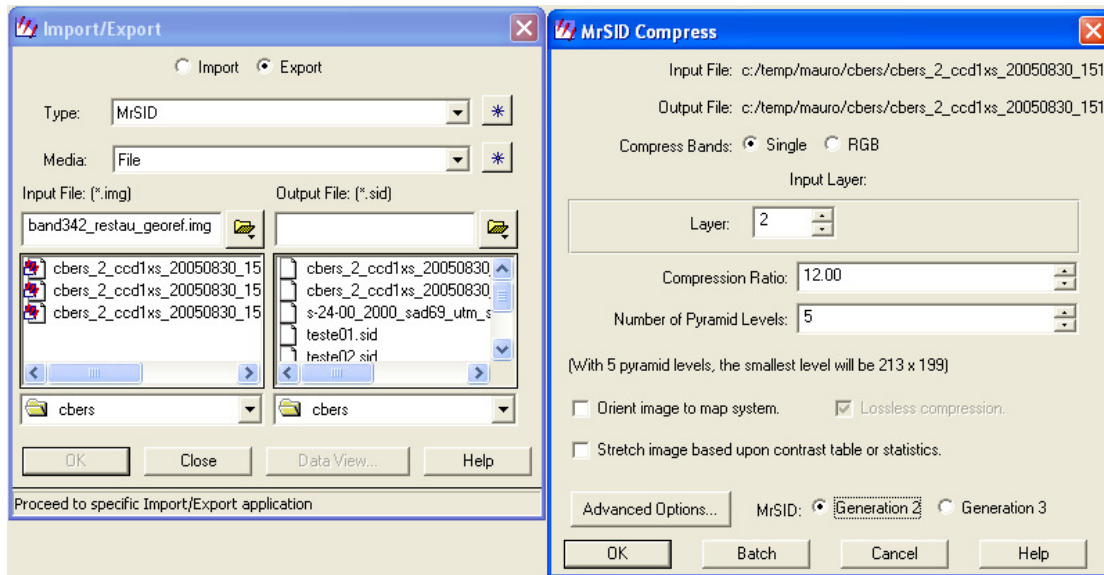 Import/Export
Import Export
Type: MrSID
Media: File
Input File: (*.img) Output File: (*.sid)
band342_restau_georef.img
cbers_2_ccd1xs_20050830_15
cbers_2_ccd1xs_20050830_15
cbers_2_ccd1xs_20050830_15
cbers_2_ccd1xs_20050830_
cbers_2_ccd1xs_20050830_
s-24-00_2000_sad69_utm_s
teste01.sid
teste02.sid
cbers cbers
OK Close Data View... Help
Proceed to specific Import/Export application
MrSID Compress
Input File: c:/temp/mauro/cbers/cbers_2_ccd1xs_20050830_151
Output File: c:/temp/mauro/cbers/cbers_2_ccd1xs_20050830_151
Compress Bands: Single RGB
Input Layer:
Layer: 2
Compression Ratio: 12.00
Number of Pyramid Levels: 5
(With 5 pyramid levels, the smallest level will be 213 x 199)
Orient image to map system. Lossless compression.
Stretch image based upon contrast table or statistics.
Advanced Options... MrSID: Generation 2 Generation 3
OK Batch Cancel Help